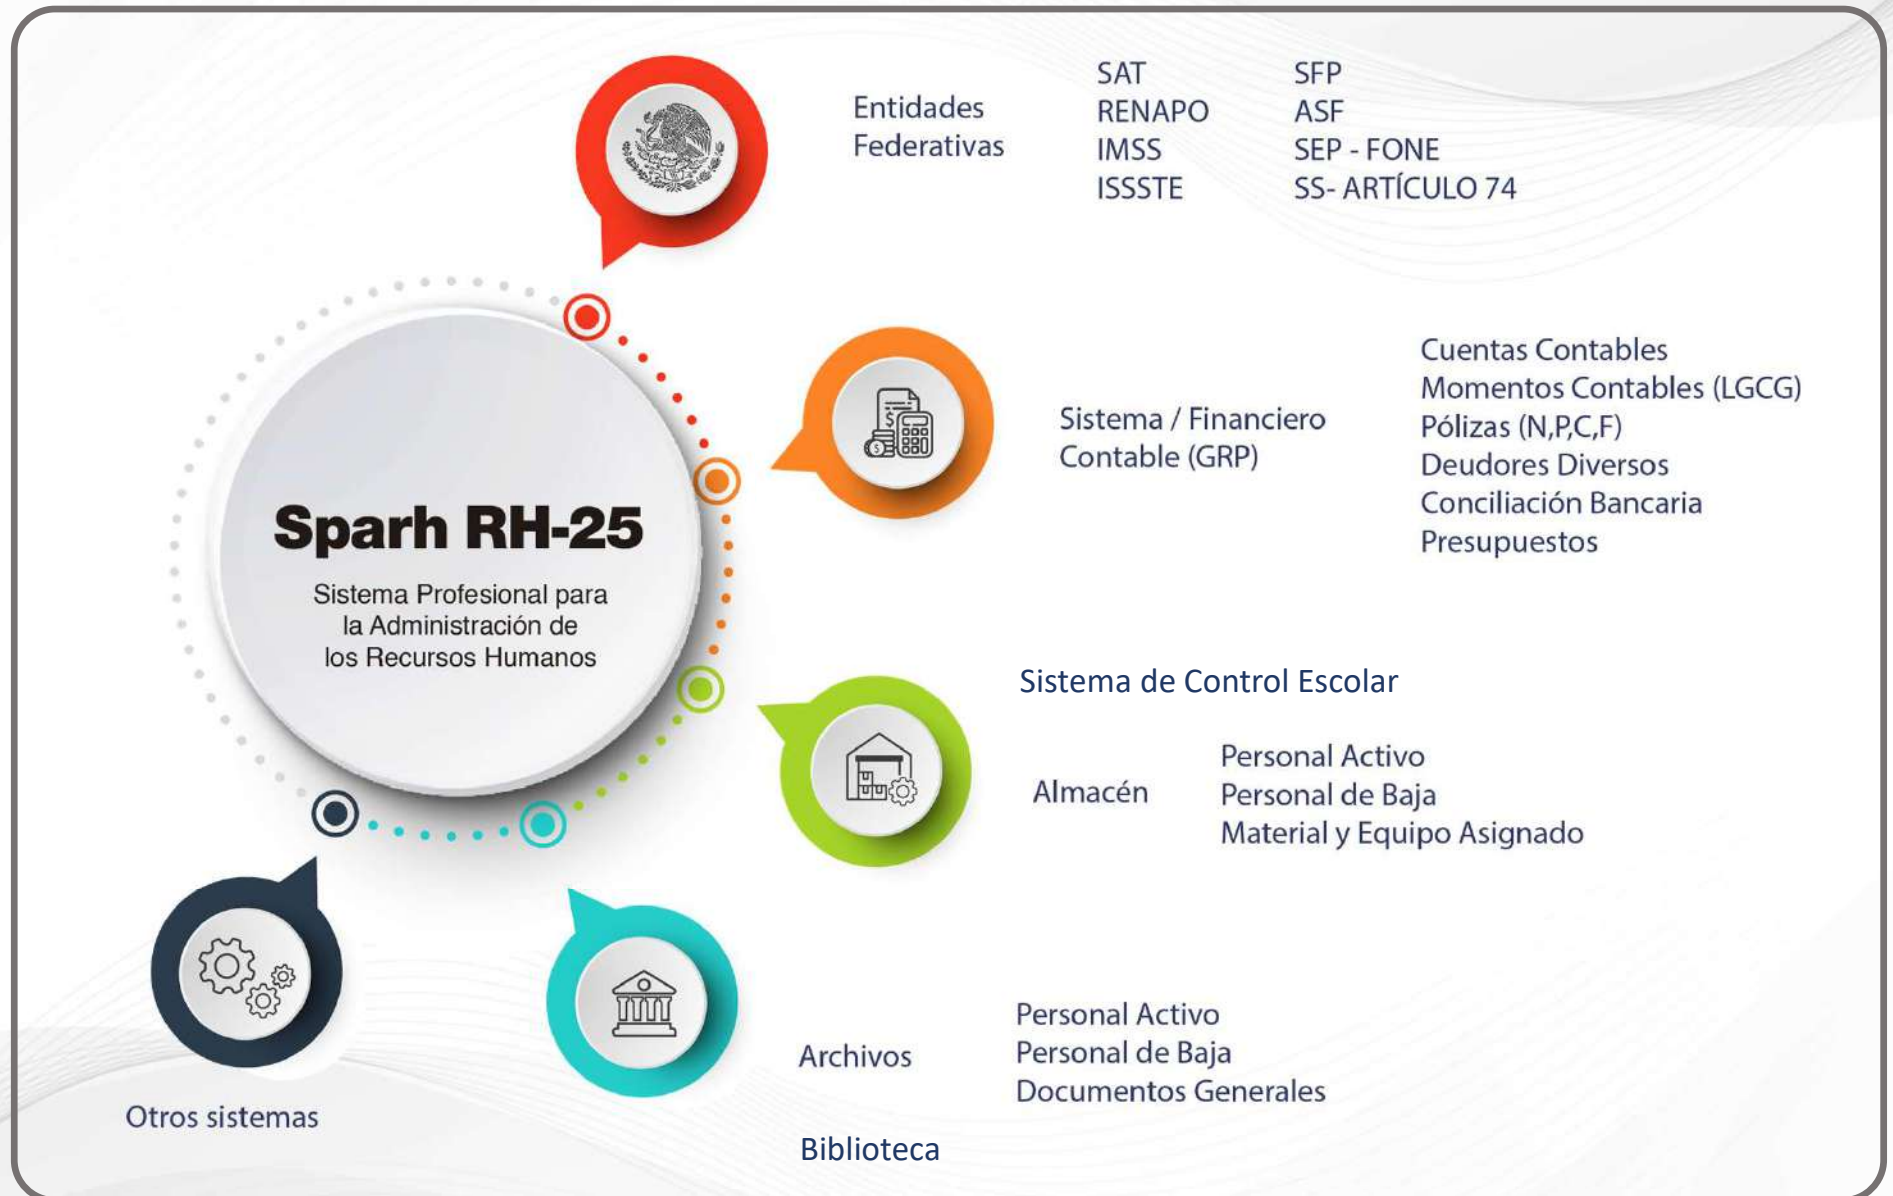 Entidades
Federativas
SAT
RENAPO
IMSS
ISSSTE
SFP
ASF
SEP - FONE
SS- ARTÍCULO 74
Sistema / Financiero
Contable (GRP)
Cuentas Contables
Momentos Contables (LGCG)
Pólizas (N,P,C,F)
Deudores Diversos
Conciliación Bancaria
Presupuestos
Sparh RH-25
Sistema Profesional para
la Administración de
los Recursos Humanos
Sistema de Control Escolar
Almacén
Personal Activo
Personal de Baja
Material y Equipo Asignado
Archivos
Personal Activo
Personal de Baja
Documentos Generales
Otros sistemas
Biblioteca